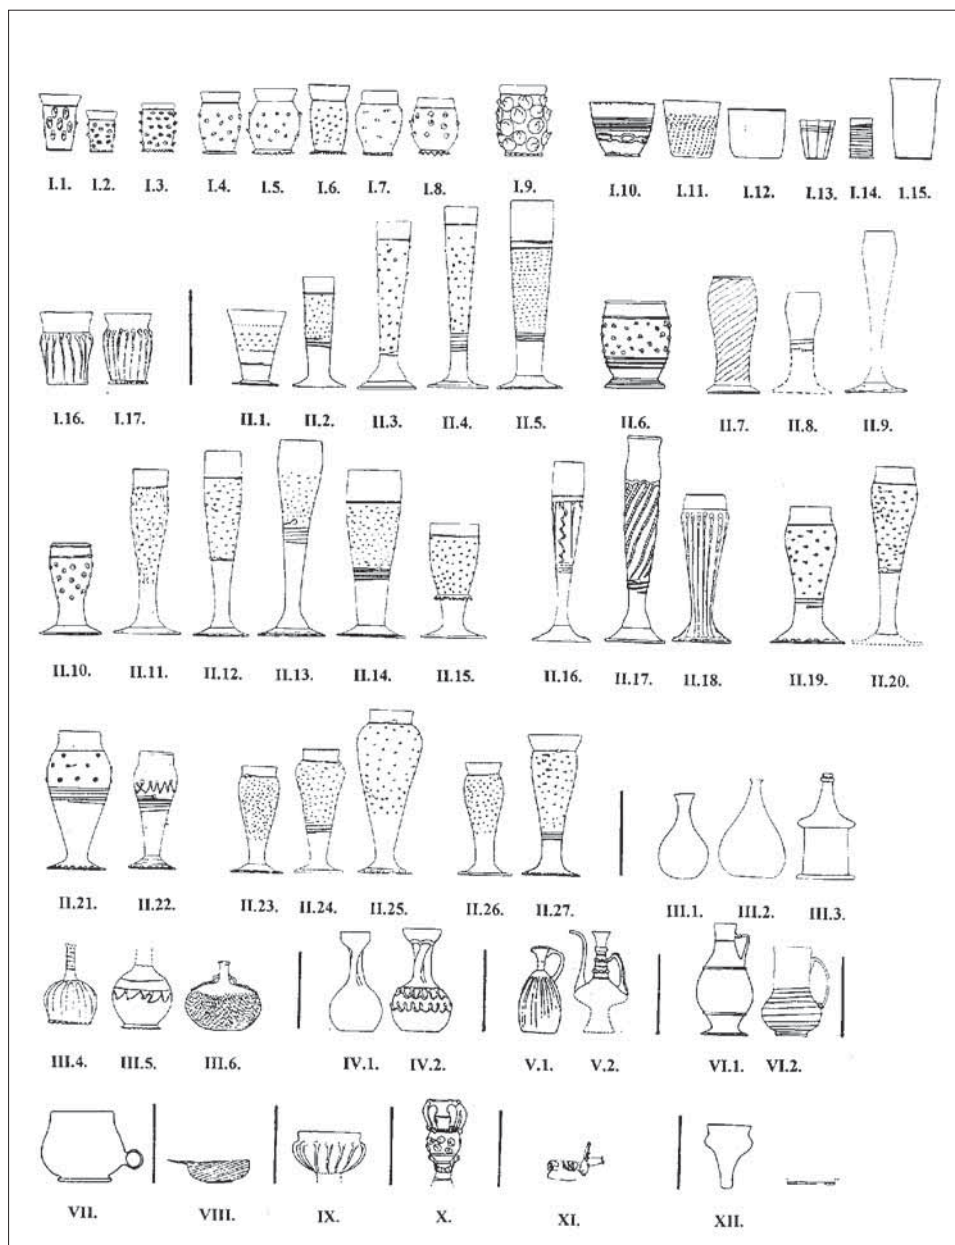 I.1. I.2. I.3. I.4. I.5. I.6. I.7. I.8. I.9. I.10. I.11. I.12. I.13. I.14. I.15.
I.16. I.17. II.1. II.2. II.3. II.4. II.5. II.6. II.7. II.8. II.9.
II.10. II.11. II.12. II.13. II.14. II.15. II.16. II.17. II.18. II.19. II.20.
II.21. II.22. II.23. II.24. II.25. II.26. II.27. III.1. III.2. III.3.
III.4. III.5. III.6. IV.1. IV.2. V.1. V.2. VI.1. VI.2.
VII. VIII. IX. X. XI. XII.